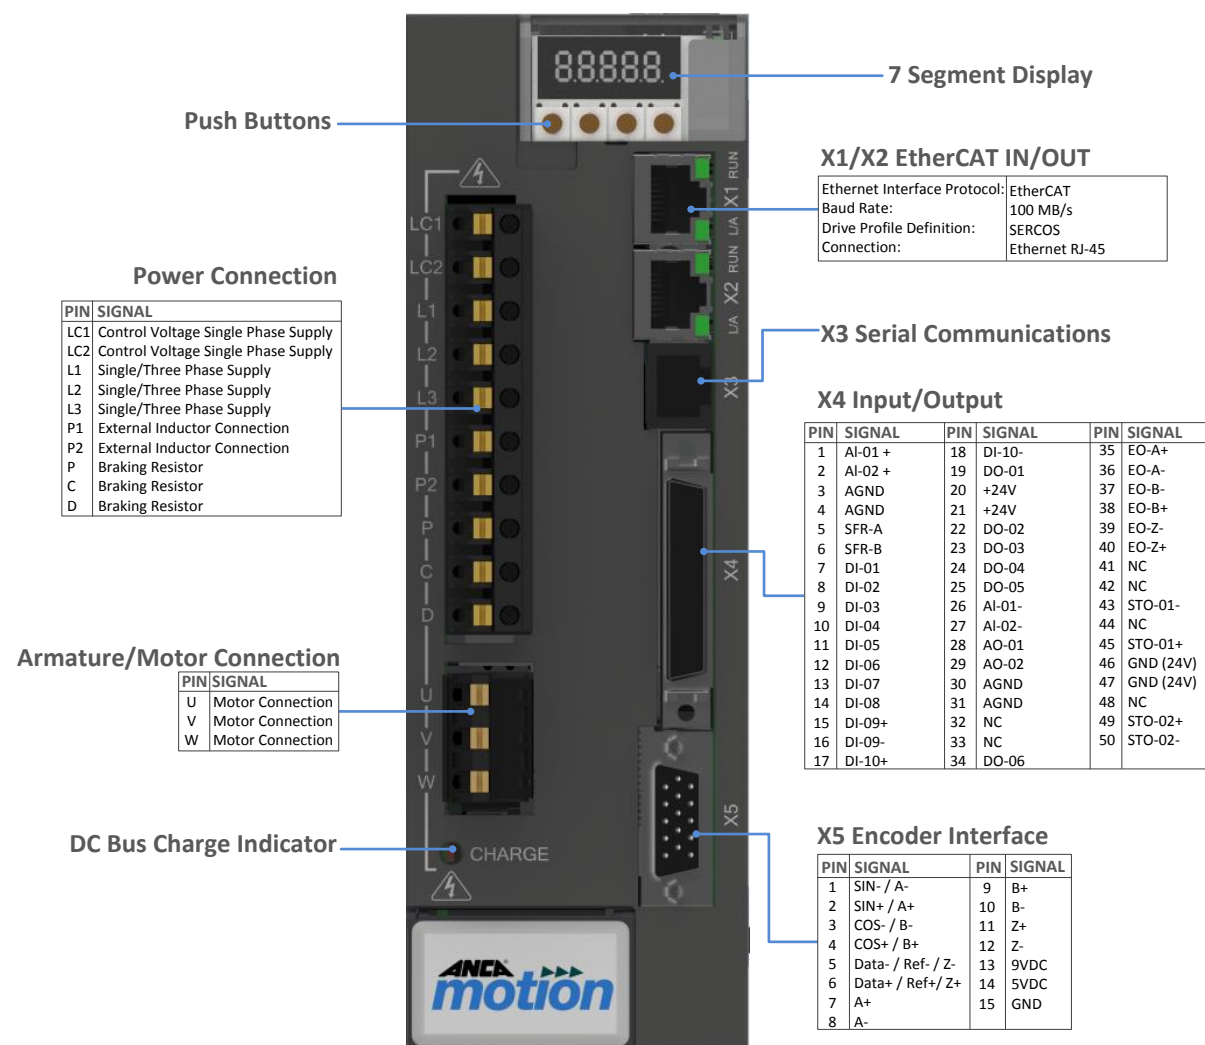 88888
7 Segment Display
Push Buttons
X1/X2 EtherCAT IN/OUT
Ethernet Interface Protocol: EtherCAT
Baud Rate: 100 MB/s
Drive Profile Definition: SERCOS
Connection: Ethernet RJ-45
RUN
X1
L/A
RUN
X2
L/A
X3
X4
X5
LC1
LC2
L1
L2
L3
P1
P2
P
C
D
U
V
W
CHARGE
Power Connection
PIN SIGNAL
LC1 Control Voltage Single Phase Supply
LC2 Control Voltage Single Phase Supply
L1 Single/Three Phase Supply
L2 Single/Three Phase Supply
L3 Single/Three Phase Supply
P1 External Inductor Connection
P2 External Inductor Connection
P Braking Resistor
C Braking Resistor
D Braking Resistor
X3 Serial Communications
X4 Input/Output
PIN SIGNAL PIN SIGNAL PIN SIGNAL
1 AI-01 + 18 DI-10- 35 EO-A+
2 AI-02 + 19 DO-01 36 EO-A-
3 AGND 20 +24V 37 EO-B-
4 AGND 21 +24V 38 EO-B+
5 SFR-A 22 DO-02 39 EO-Z-
6 SFR-B 23 DO-03 40 EO-Z+
7 DI-01 24 DO-04 41 NC
8 DI-02 25 DO-05 42 NC
9 DI-03 26 AI-01- 43 STO-01-
10 DI-04 27 AI-02- 44 NC
11 DI-05 28 AO-01 45 STO-01+
12 DI-06 29 AO-02 46 GND (24V)
13 DI-07 30 AGND 47 GND (24V)
14 DI-08 31 AGND 48 NC
15 DI-09+ 32 NC 49 STO-02+
16 DI-09- 33 NC 50 STO-02-
17 DI-10+ 34 DO-06
Armature/Motor Connection
PIN SIGNAL
U Motor Connection
V Motor Connection
W Motor Connection
DC Bus Charge Indicator
X5 Encoder Interface
PIN SIGNAL PIN SIGNAL
1 SIN- / A- 9 B+
2 SIN+ / A+ 10 B-
3 COS- / B- 11 Z+
4 COS+ / B+ 12 Z-
5 Data- / Ref- / Z- 13 9VDC
6 Data+ / Ref+/ Z+ 14 5VDC
7 A+ 15 GND
8 A-
ANCA
motion